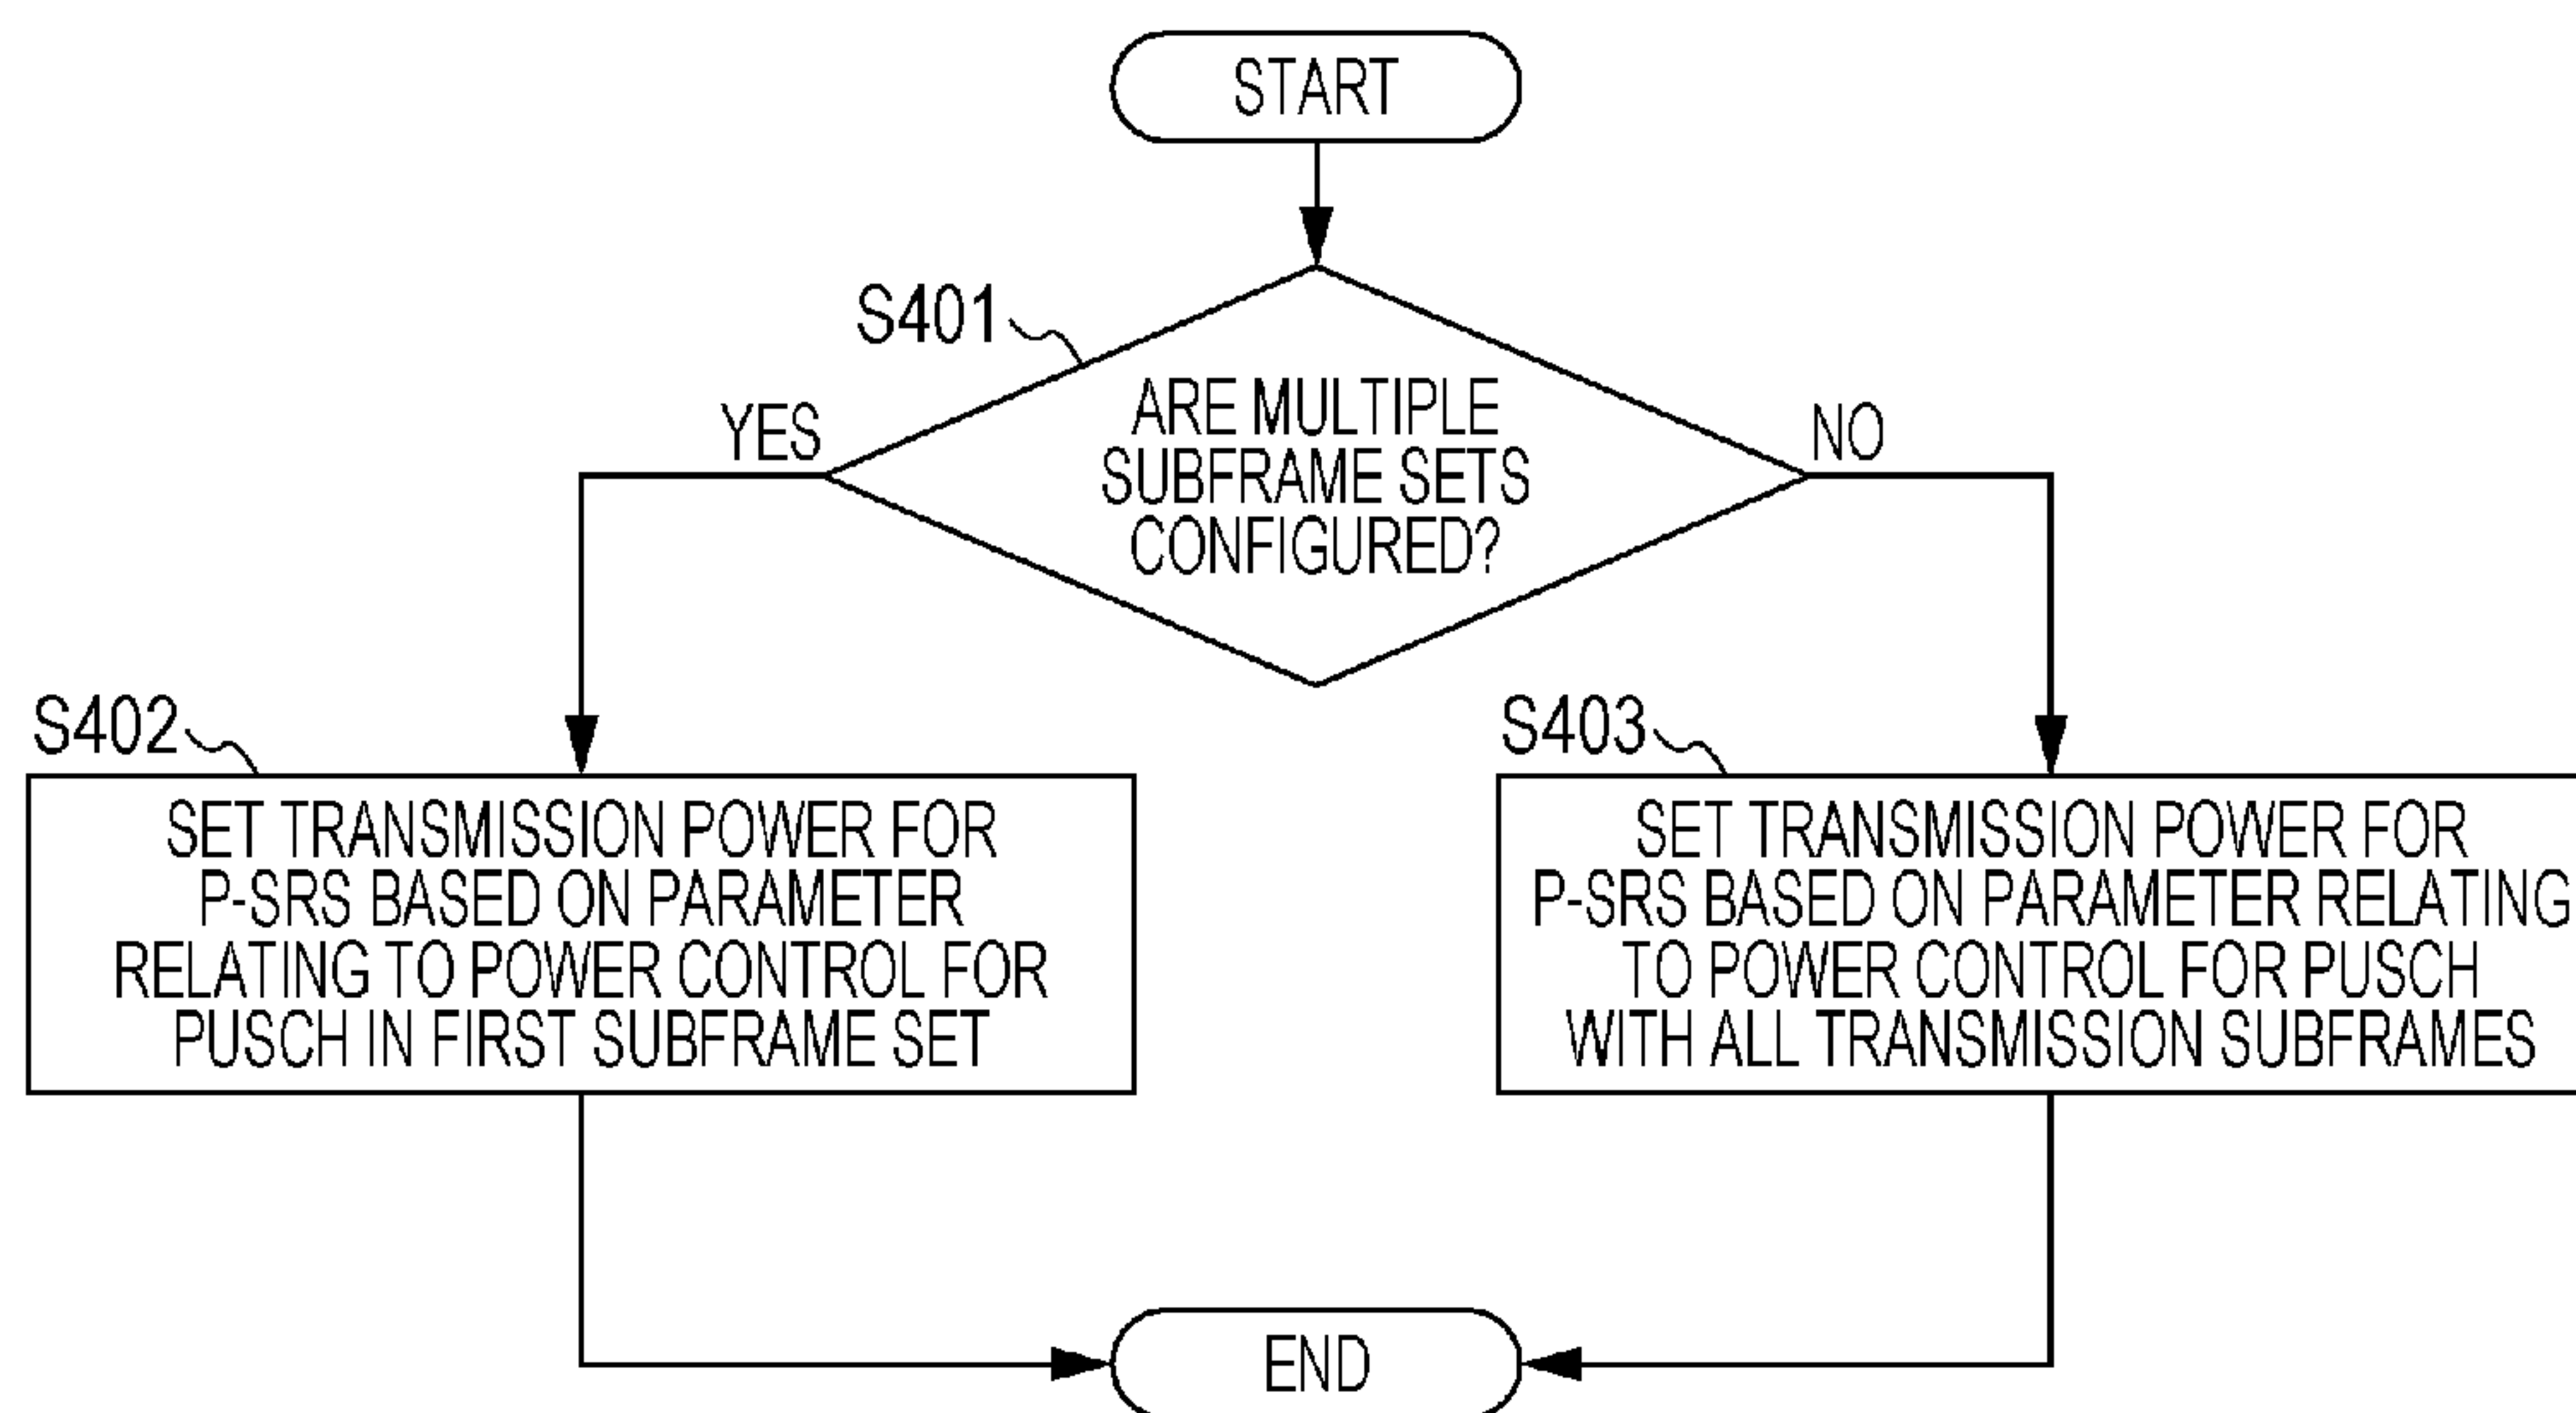 START
S401
ARE MULTIPLE
SUBFRAME SETS
CONFIGURED?
YES
NO
S402
SET TRANSMISSION POWER FOR
P-SRS BASED ON PARAMETER
RELATING TO POWER CONTROL FOR
PUSCH IN FIRST SUBFRAME SET
S403
SET TRANSMISSION POWER FOR
P-SRS BASED ON PARAMETER RELATING
TO POWER CONTROL FOR PUSCH
WITH ALL TRANSMISSION SUBFRAMES
END